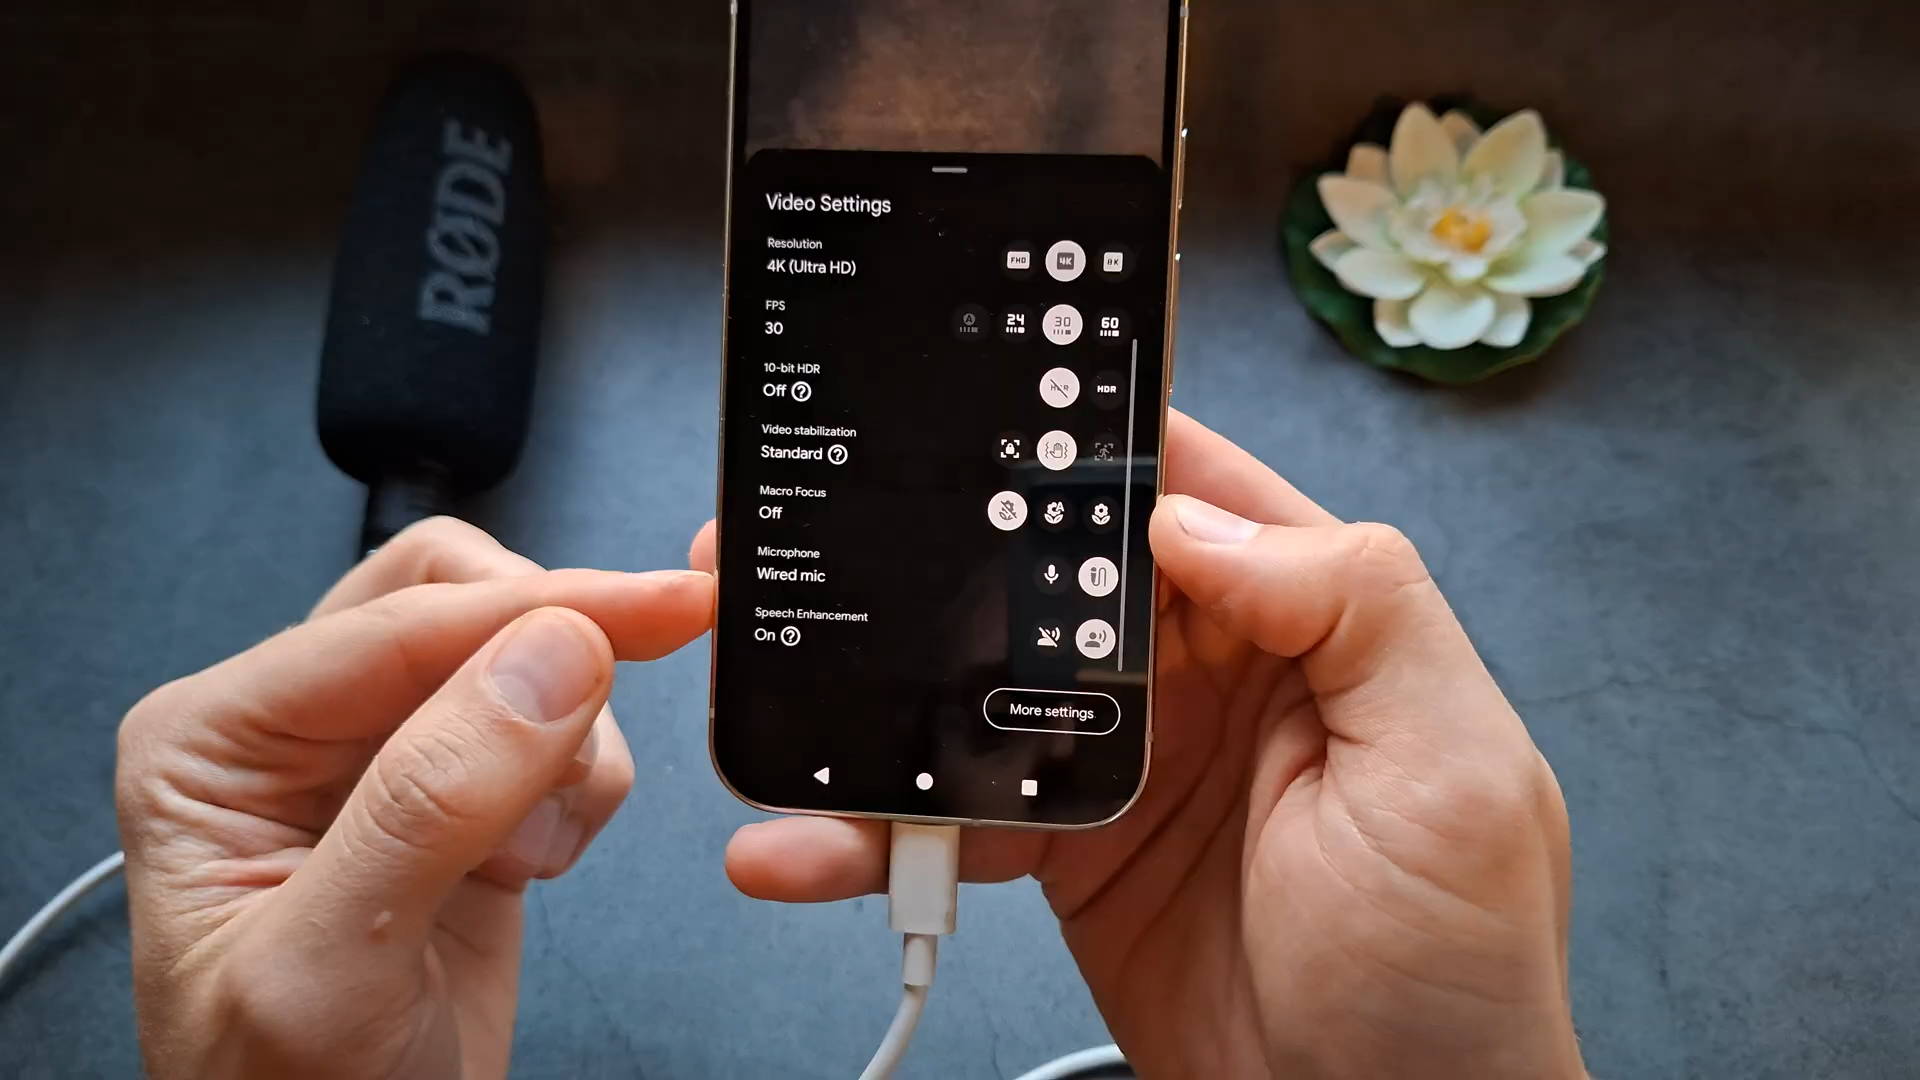 RØDE
Video Settings
Resolution
4K (Ultra HD)
FHD 4K 8K
FPS
30
A 24 30 60
10-bit HDR
Off ?
HDR HDR
Video stabilization
Standard ?
Macro Focus
Off
A
Microphone
Wired mic
Speech Enhancement
On ?
More settings